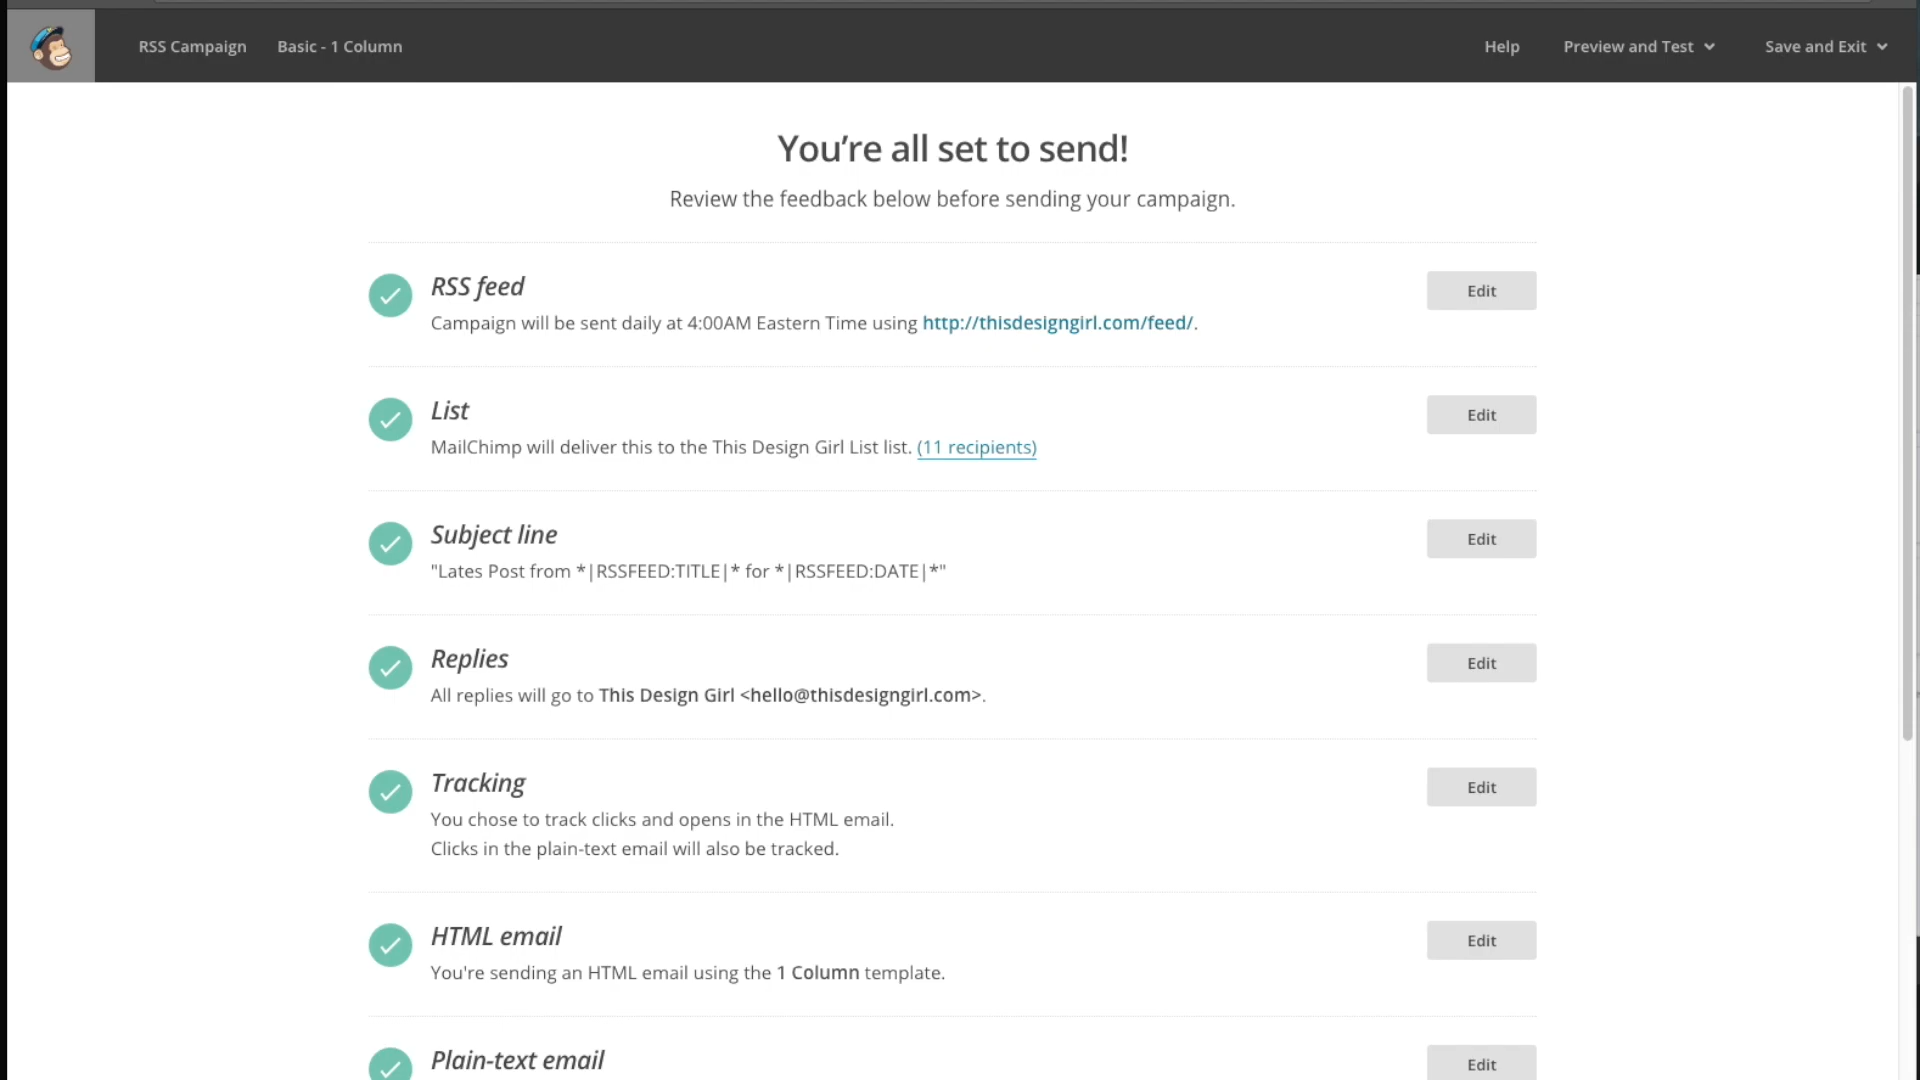 RSS Campaign
Basic - 1 Column
Help
Preview and Test
Save and Exit
You're all set to send!
Review the feedback below before sending your campaign.
RSS feed
Edit
Campaign will be sent daily at 4:00AM Eastern Time using http://thisdesigngirl.com/feed/.
List
Edit
MailChimp will deliver this to the This Design Girl List list. (11 recipients)
Subject line
Edit
"Lates Post from *|RSSFEED:TITLE|* for *|RSSFEED:DATE|*"
Replies
Edit
All replies will go to This Design Girl <hello@thisdesigngirl.com>.
Tracking
Edit
You chose to track clicks and opens in the HTML email.
Clicks in the plain-text email will also be tracked.
HTML email
Edit
You're sending an HTML email using the 1 Column template.
Plain-text email
Edit